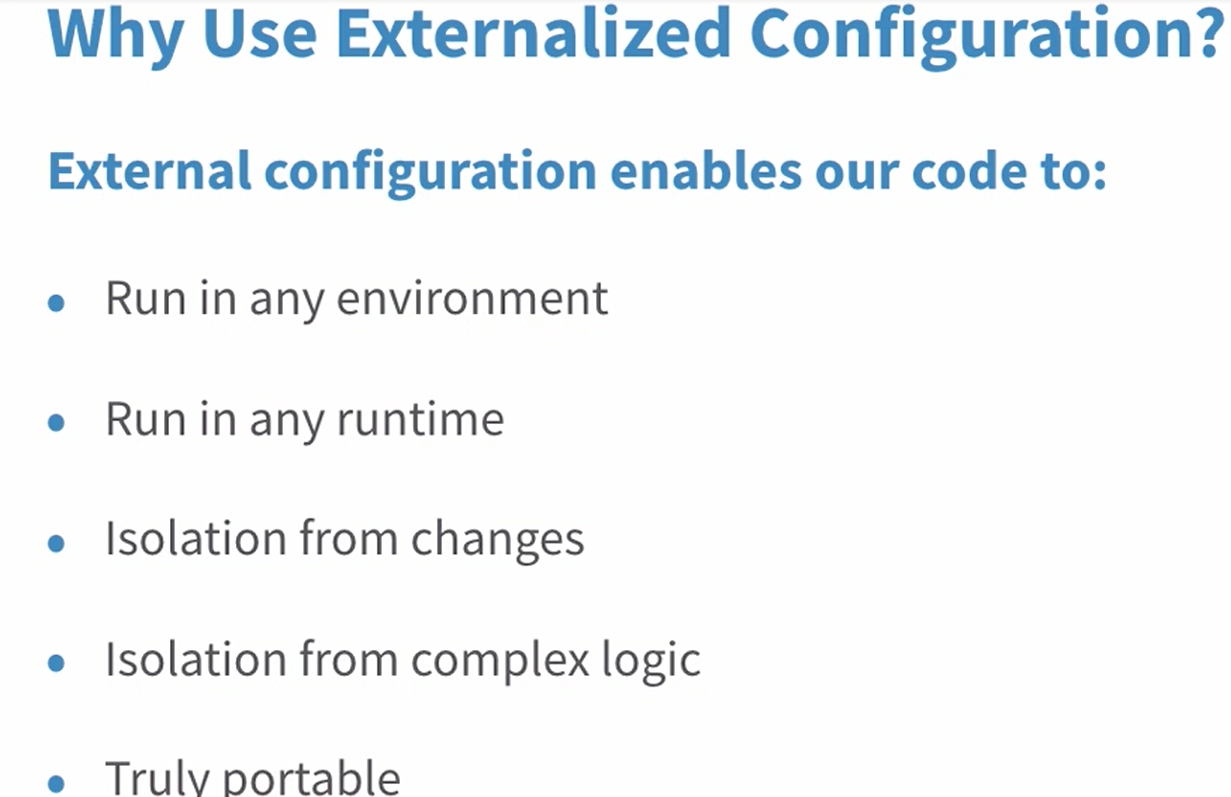 Why Use Externalized Configuration?
External configuration enables our code to:
• Run in any environment
• Run in any runtime
• Isolation from changes
• Isolation from complex logic
• Truly portable